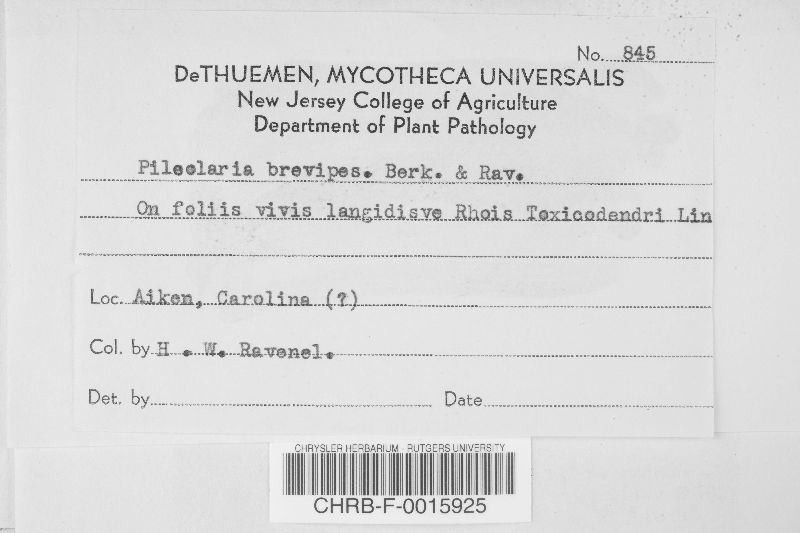 No. 845
DeTHUEMEN, MYCOTHECA UNIVERSALIS
New Jersey College of Agriculture
Department of Plant Pathology
Pileolaria brevipes. Berk. & Rav.
On foliis vivis langidisve Rhois Toxicodendri Lin
Loc. Aiken, Carolina (?)
Col. by H . W. Ravenel.
Det. by
Date
CHRYSLER HERBARIUM - RUTGERS UNIVERSITY
CHRB-F-0015925